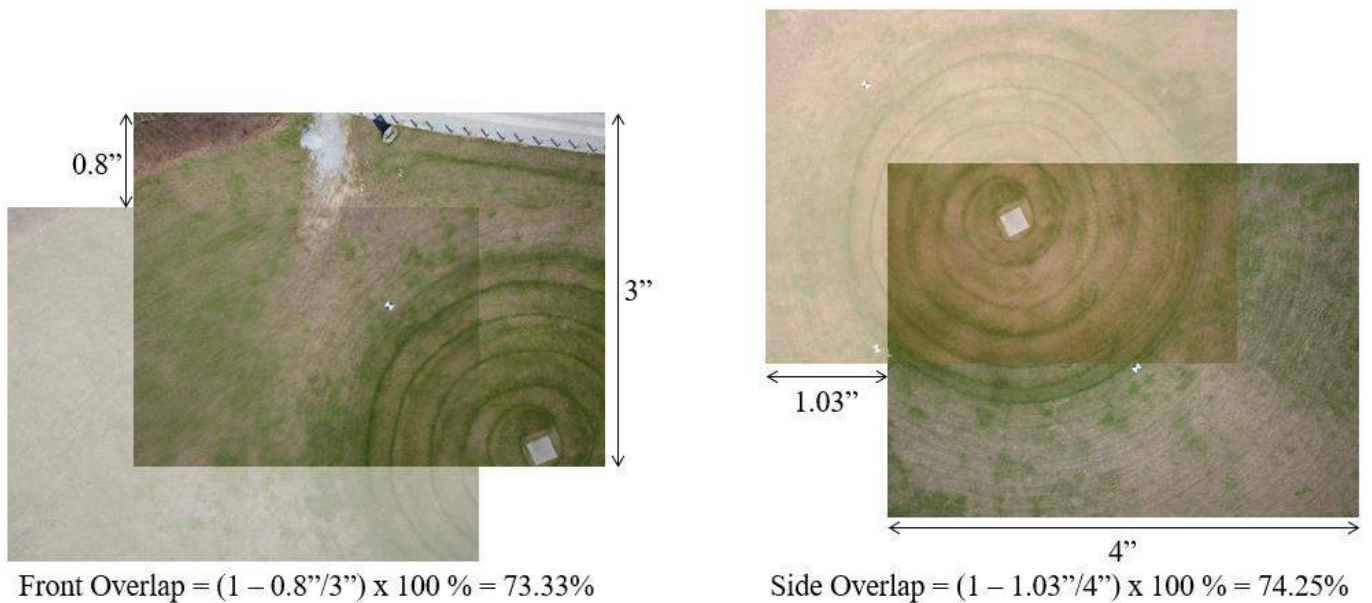 0.8”
3”
Front Overlap = (1 – 0.8”/3”) x 100 % = 73.33%
1.03”
4”
Side Overlap = (1 – 1.03”/4”) x 100 % = 74.25%